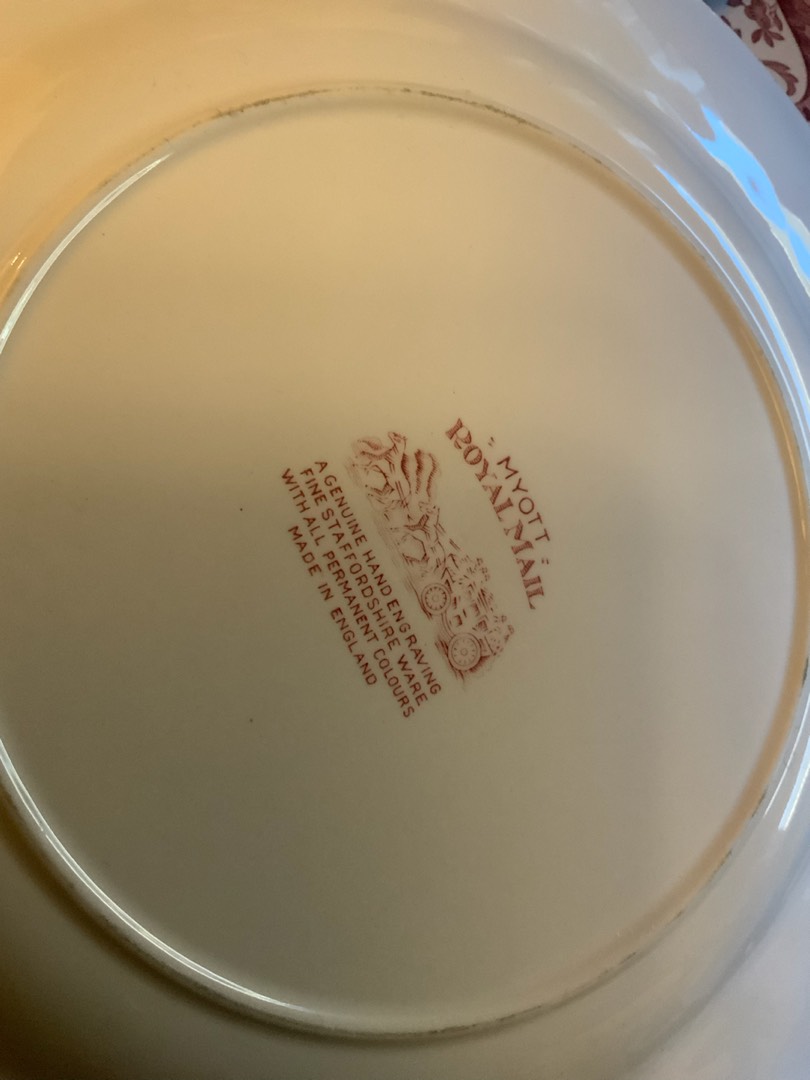 "MYOTT"
ROYAL MAIL
A GENUINE HAND ENGRAVING
FINE STAFFORDSHIRE WARE
WITH ALL PERMANENT COLOURS
MADE IN ENGLAND